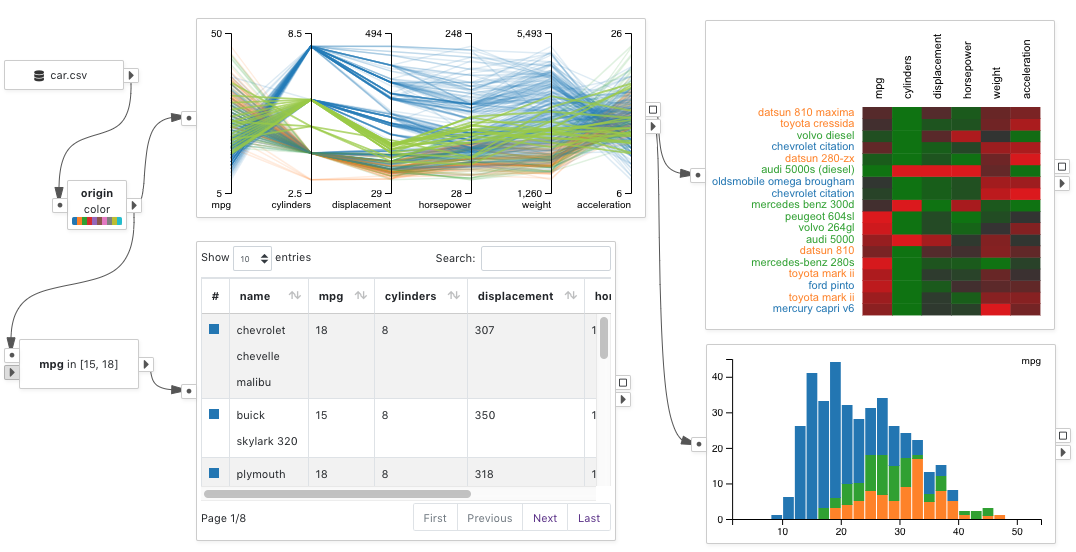 car.csv
origin
color
mpg in [15, 18]
50
8.5
494
248
5,493
26
5
2.5
29
28
1,260
6
mpg
cylinders
displacement
horsepower
weight
acceleration
Show 10 entries
Search:
# name mpg cylinders displacement hor
chevrolet chevelle malibu 18 8 307 1
buick skylark 320 15 8 350 1
plymouth 18 8 318 1
Page 1/8
First Previous Next Last
mpg
cylinders
displacement
horsepower
weight
acceleration
datsun 810 maxima
toyota cressida
volvo diesel
chevrolet citation
datsun 280-zx
audi 5000s (diesel)
oldsmobile omega brougham
chevrolet citation
mercedes benz 300d
peugeot 604sl
volvo 264gl
audi 5000
datsun 810
mercedes-benz 280s
toyota mark ii
ford pinto
toyota mark ii
mercury capri v6
mpg
40
30
20
10
0
10
20
30
40
50